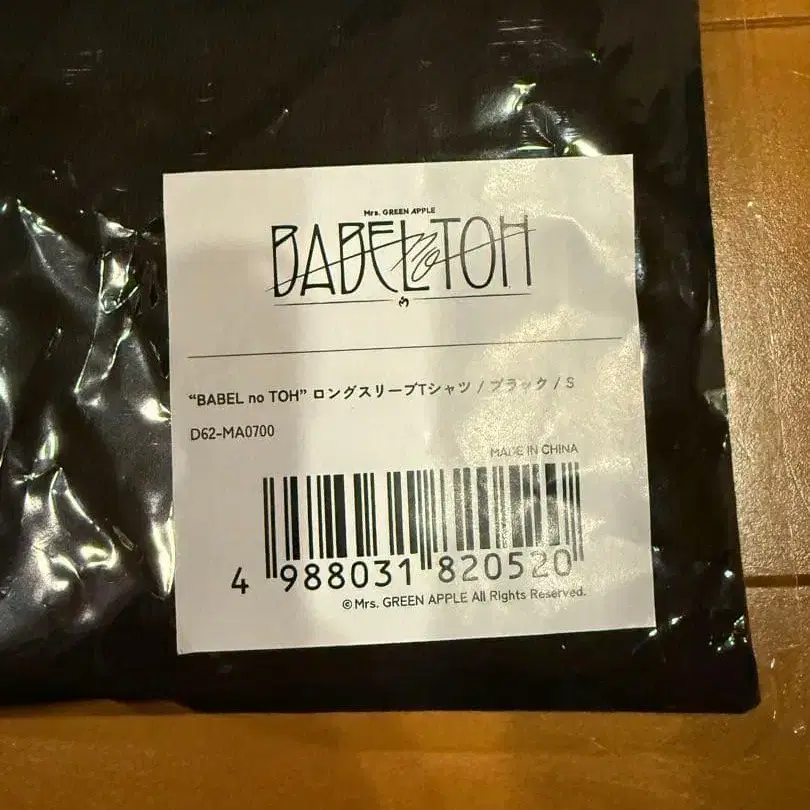 Mrs. GREEN APPLE
BABEL no TOH
“BABEL no TOH” ロングスリーブTシャツ / ブラック / S
D62-MA0700
MADE IN CHINA
4 988031 820520
©Mrs. GREEN APPLE All Rights Reserved.